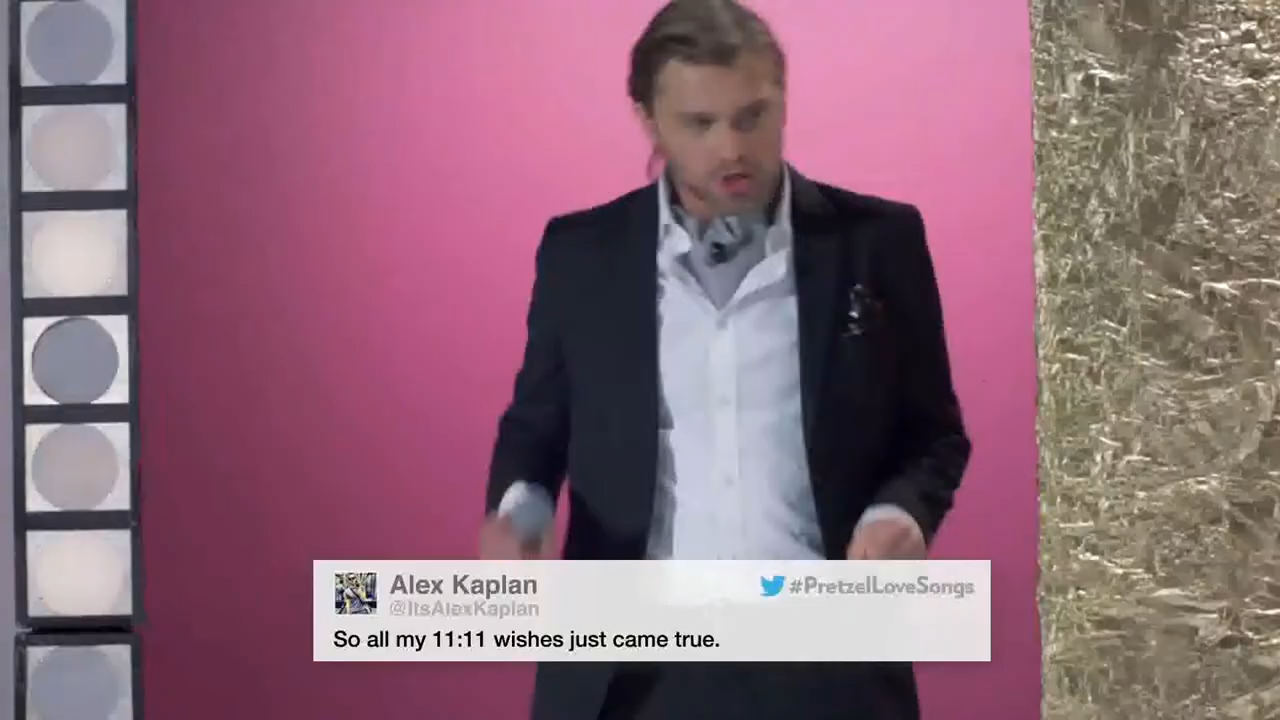 Alex Kaplan
#PretzelLoveSongs
@ItsAlexKaplan
So all my 11:11 wishes just came true.